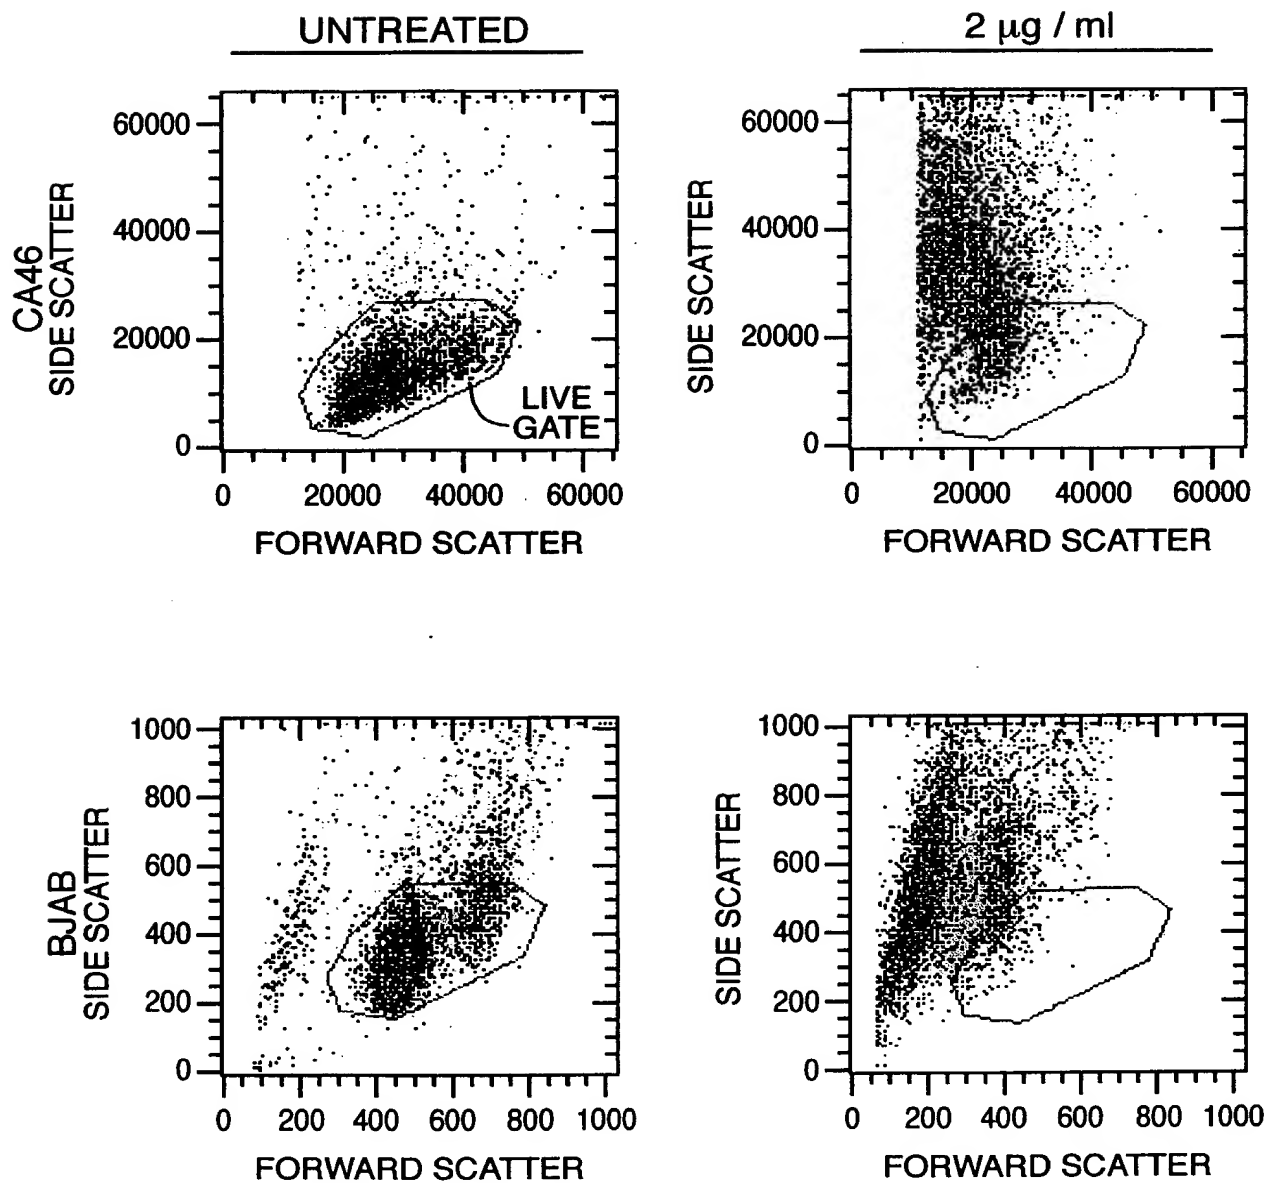 UNTREATED
2 µg / ml
CA46
SIDE SCATTER
60000
40000
20000
0
LIVE
GATE
0 20000 40000 60000
FORWARD SCATTER
SIDE SCATTER
60000
40000
20000
0
0 20000 40000 60000
FORWARD SCATTER
BJAB
SIDE SCATTER
1000
800
600
400
200
0
0 200 400 600 800 1000
FORWARD SCATTER
SIDE SCATTER
1000
800
600
400
200
0
0 200 400 600 800 1000
FORWARD SCATTER